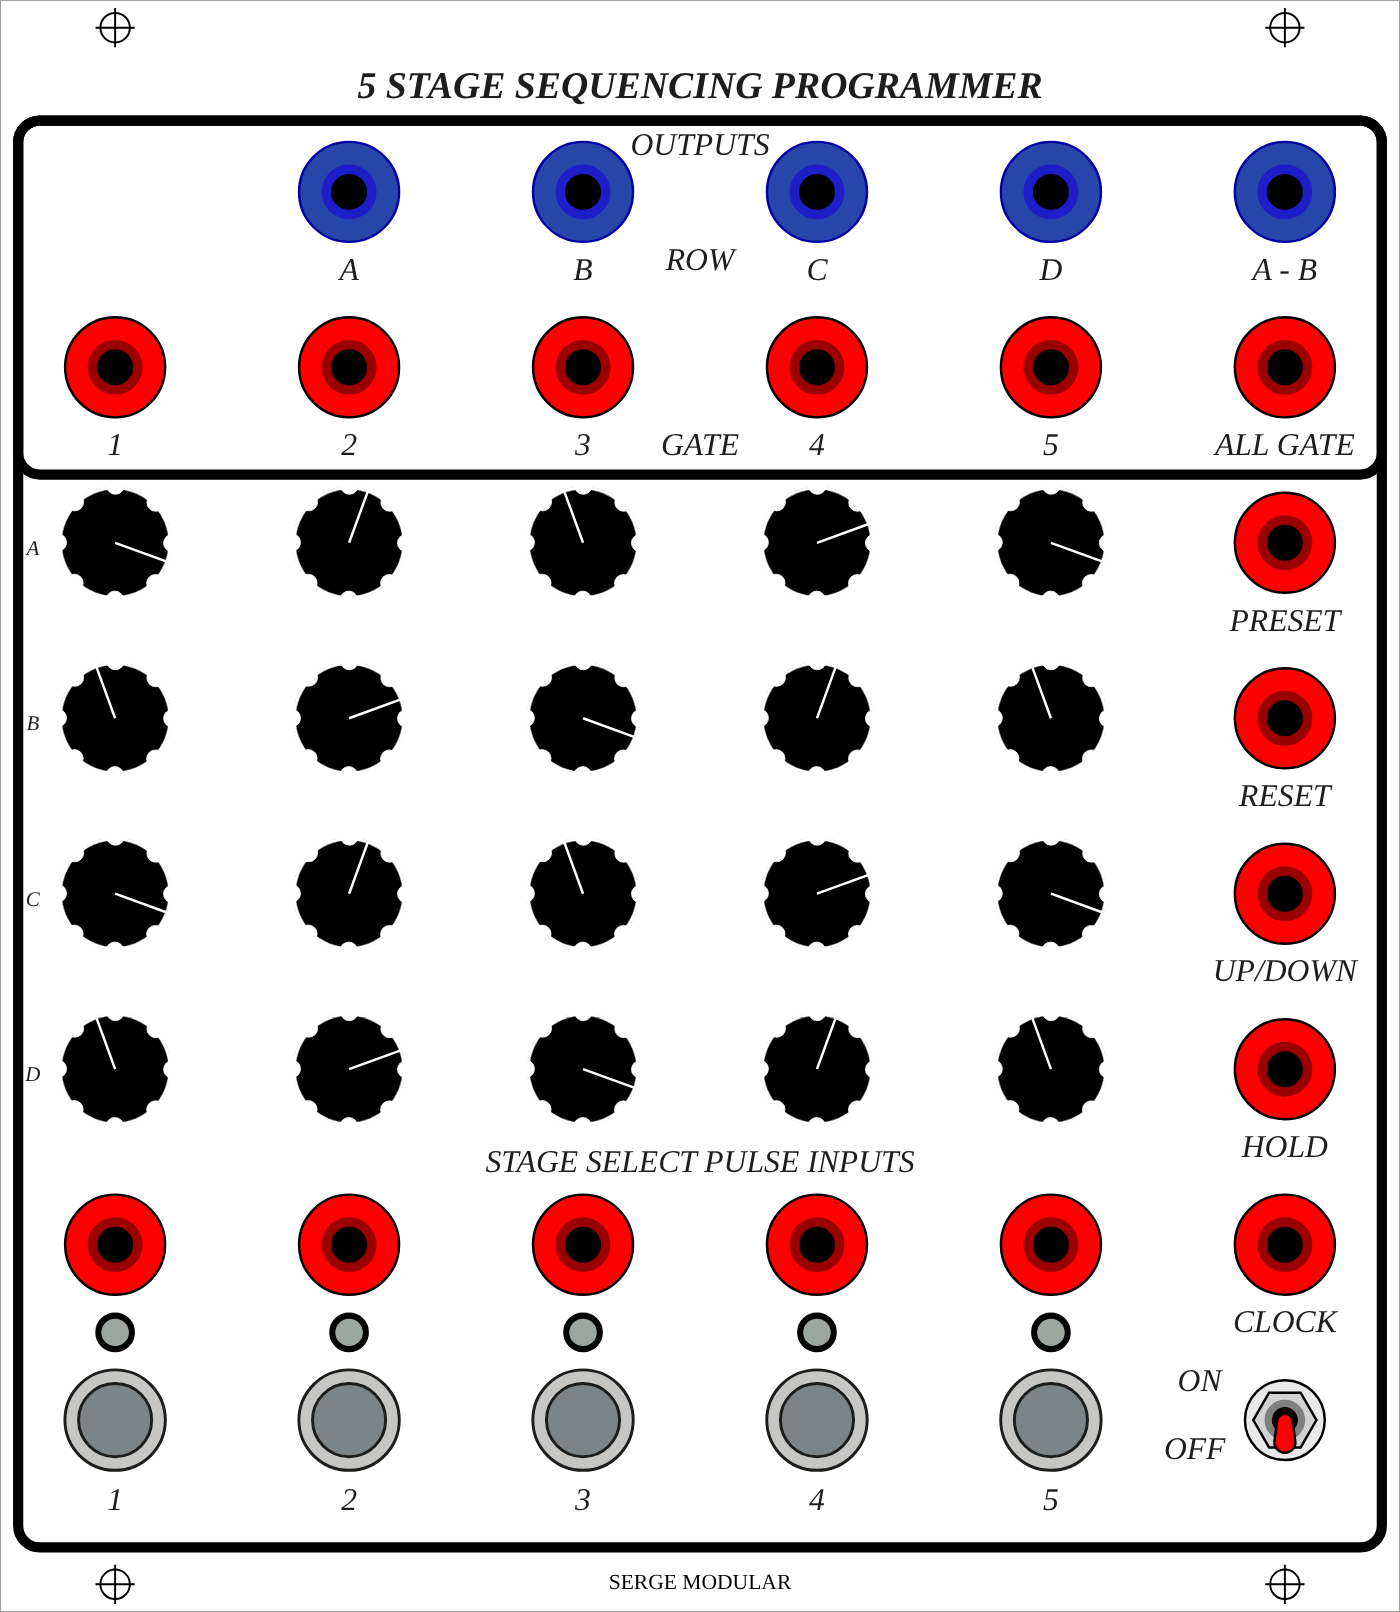 5 STAGE SEQUENCING PROGRAMMER
OUTPUTS
A B ROW C D A - B
1 2 3 GATE 4 5 ALL GATE
A
PRESET
B
RESET
C
UP/DOWN
D
HOLD
STAGE SELECT PULSE INPUTS
CLOCK
ON
OFF
1 2 3 4 5
SERGE MODULAR